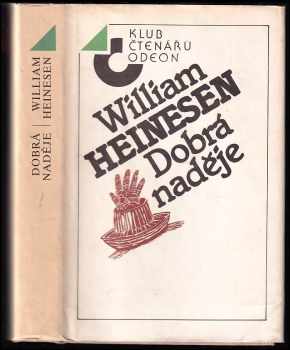 KLUB
ČTENÁŘŮ
ODEON
William
HEINESEN
Dobrá
naděje
WILLIAM
HEINESEN
DOBRÁ
NADĚJE